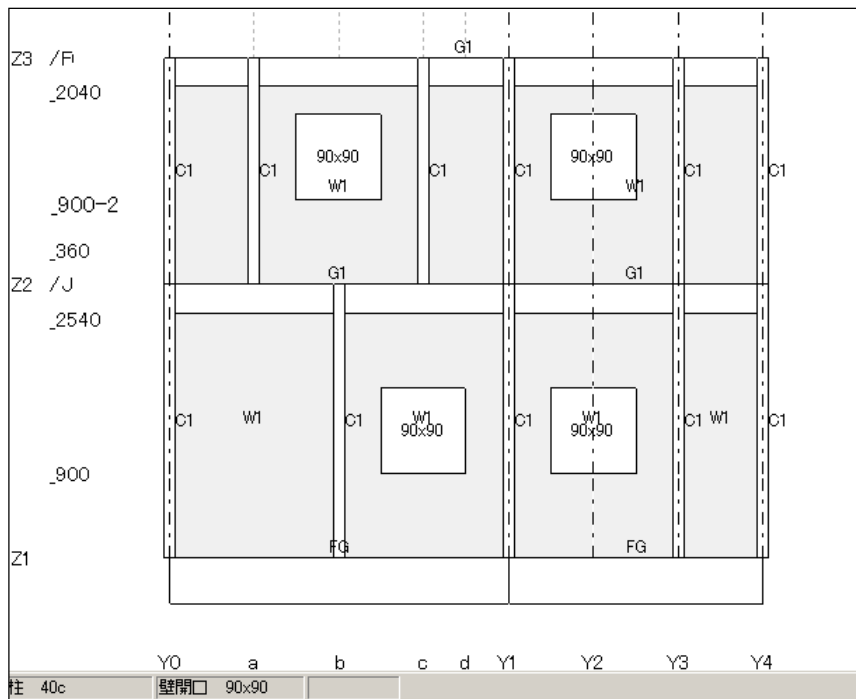 G1
Z3 /Fi
_2040
90x90 90x90
C1 C1 C1 C1 C1 C1
W1 W1
_900-2
_360
G1 G1
Z2 /J
_2540
W1 W1 W1 W1
C1 C1 C1 C1 C1
90x90 90x90
_900
FG FG
Z1
Y0 a b c d Y1 Y2 Y3 Y4
柱 40c 壁開口 90x90